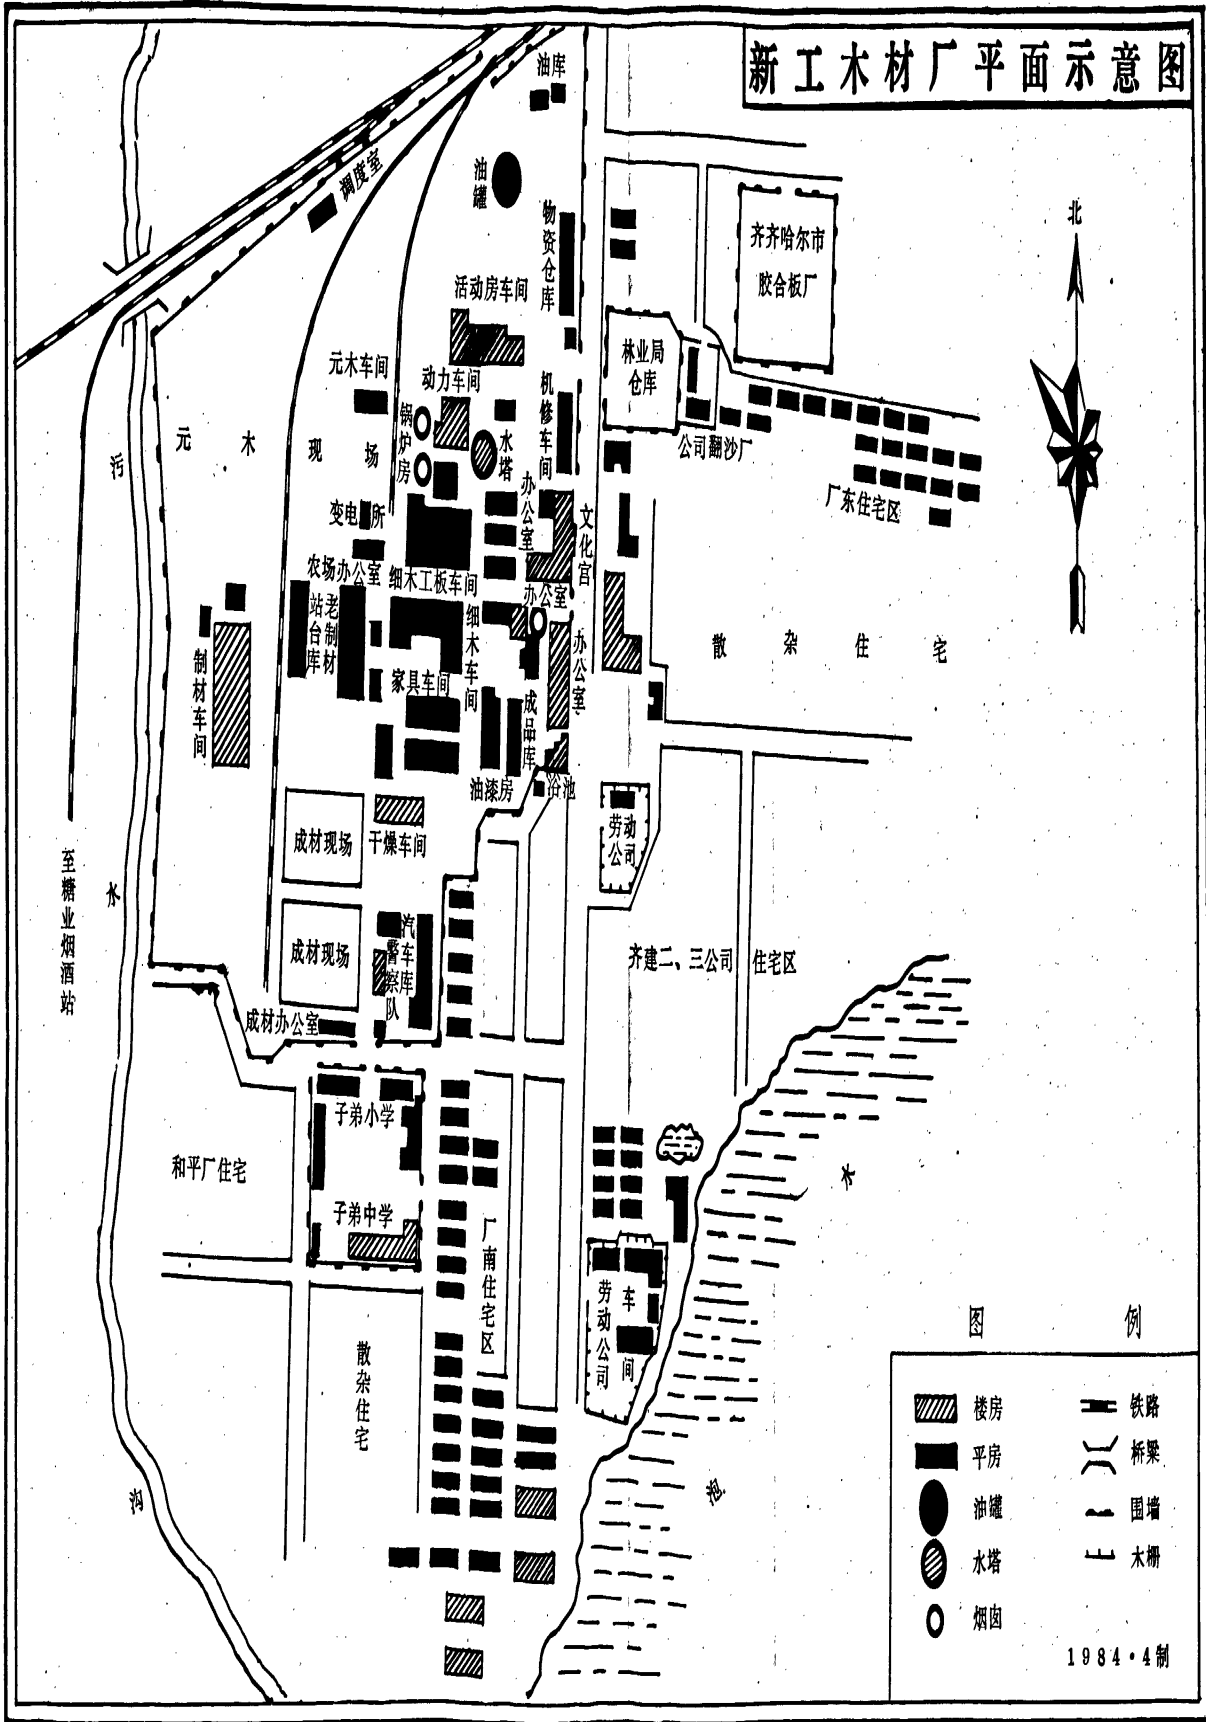 新工木材厂平面示意图
油库
油罐
调度室
物资仓库
北
齐齐哈尔市
胶合板厂
活动房车间
林业局
仓库
元木车间
动力车间
机修车间
锅炉房
水塔
公司翻沙厂
元木现场
污水沟
变电所
办公室
文化宫
厂东住宅区
农场办公室
细木工板车间
办公室
站台库
老制材
细木车间
办公室
散杂住宅
制材车间
家具车间
成品库
油漆房
浴池
成材现场
干燥车间
劳动
公司
至糖业烟酒站
成材现场
汽车库
警察队
齐建二、三公司 住宅区
成材办公室
子弟小学
和平厂住宅
子弟中学
厂南住宅区
水泡
劳动公司
车间
散杂住宅
图例
楼房
铁路
平房
桥梁
油罐
围墙
水塔
木栅
烟囱
1984·4制